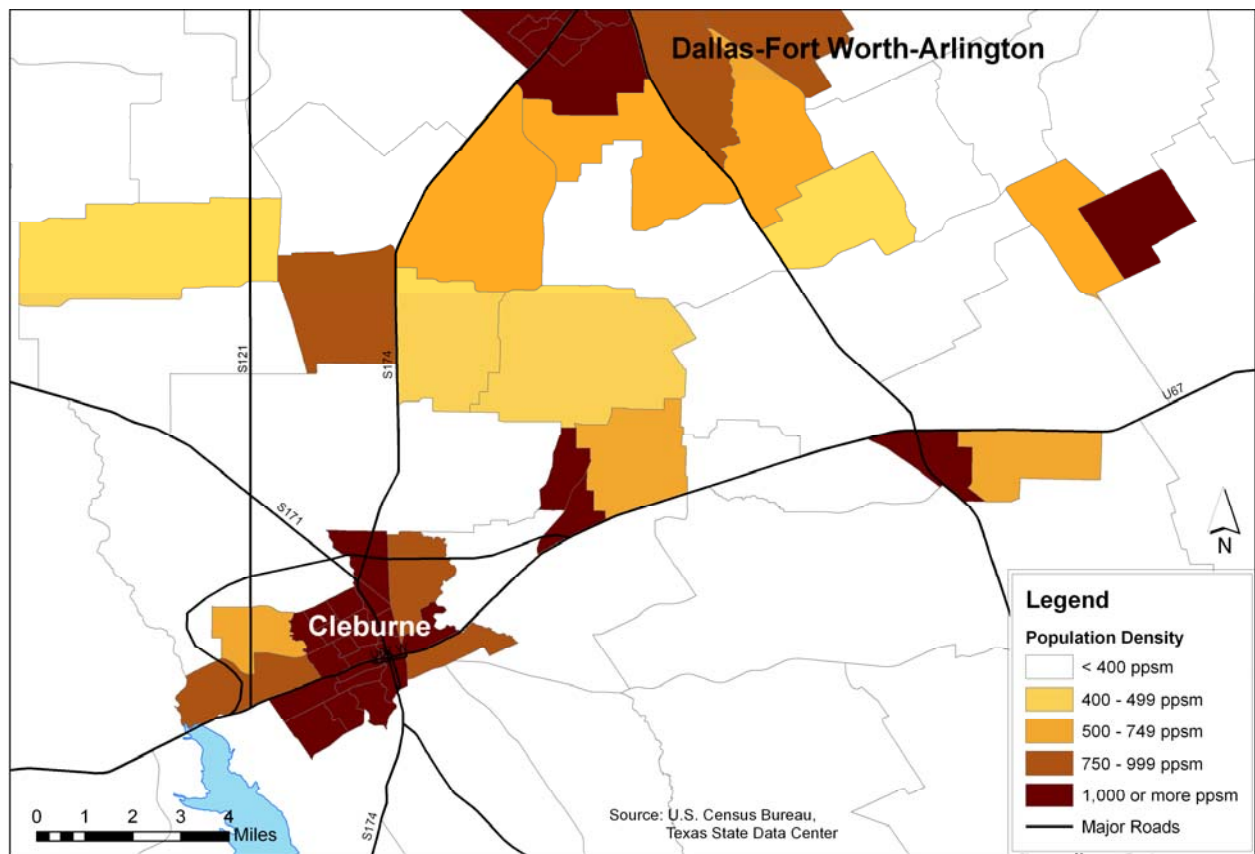 Dallas-Fort Worth-Arlington
S121
S174
U67
S171
Cleburne
N
Legend
Population Density
< 400 ppsm
400 - 499 ppsm
500 - 749 ppsm
750 - 999 ppsm
1,000 or more ppsm
Major Roads
0 1 2 3 4
Miles
S174
Source: U.S. Census Bureau,
Texas State Data Center